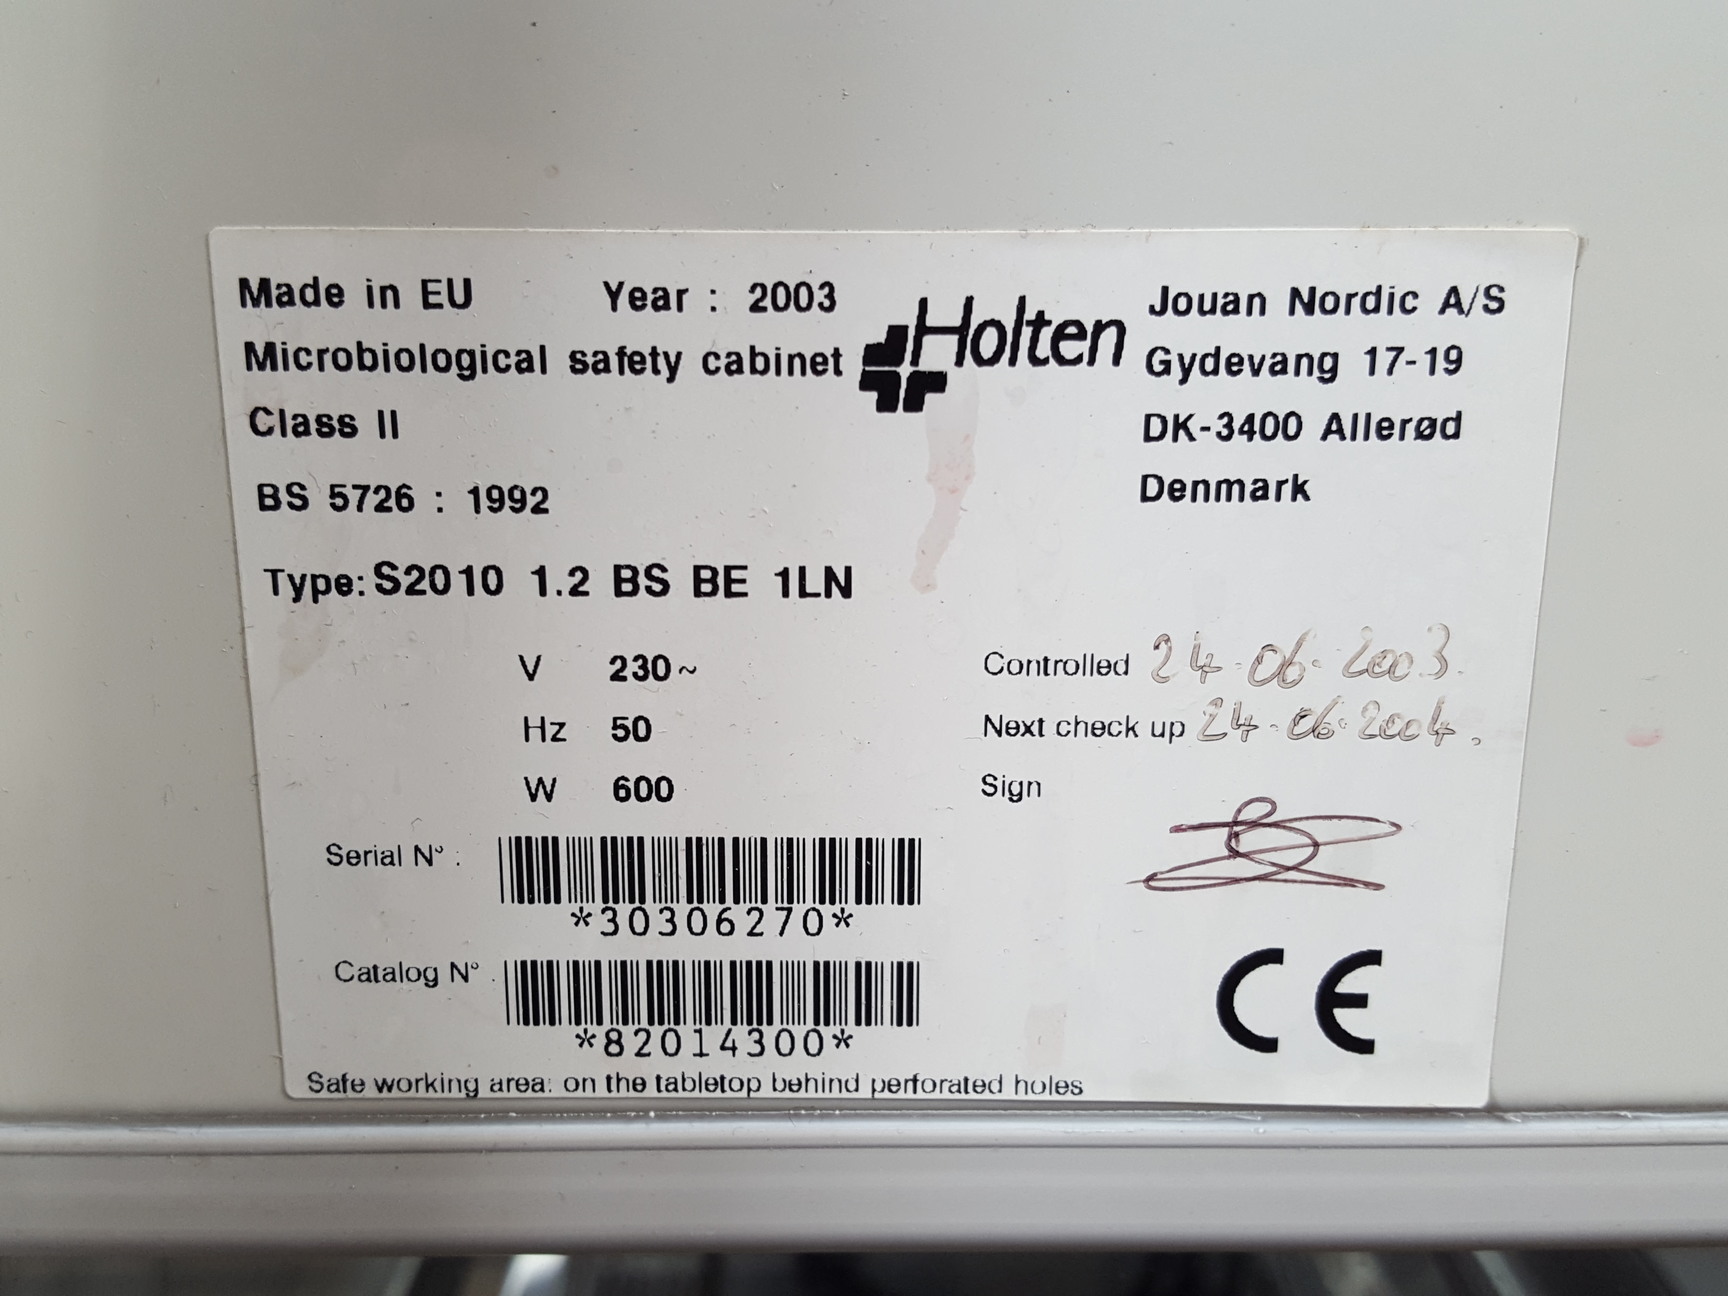 Made in EU Year : 2003
Microbiological safety cabinet
Class II
BS 5726 : 1992
Holten
Jouan Nordic A/S
Gydevang 17-19
DK-3400 Allerød
Denmark
Type: S2010 1.2 BS BE 1LN
V 230~
Hz 50
W 600
Controlled 24-06-2003.
Next check up 24-06-2004.
Sign
Serial N° :
*30306270*
Catalog N° .
*82014300*
CE
Safe working area: on the tabletop behind perforated holes